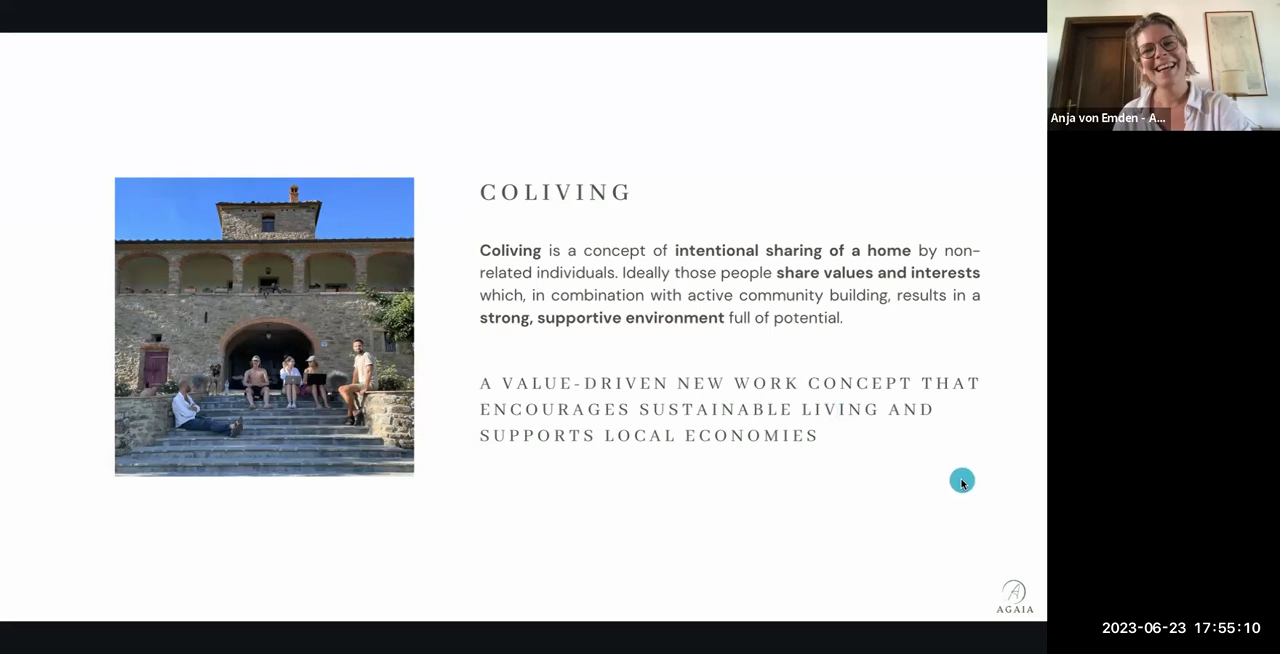 COLIVING
Coliving is a concept of intentional sharing of a home by non-
related individuals. Ideally those people share values and interests
which, in combination with active community building, results in a
strong, supportive environment full of potential.
A VALUE-DRIVEN NEW WORK CONCEPT THAT
ENCOURAGES SUSTAINABLE LIVING AND
SUPPORTS LOCAL ECONOMIES
A
AGAIA
Anja von Emden - A...
2023-06-23 17:55:10